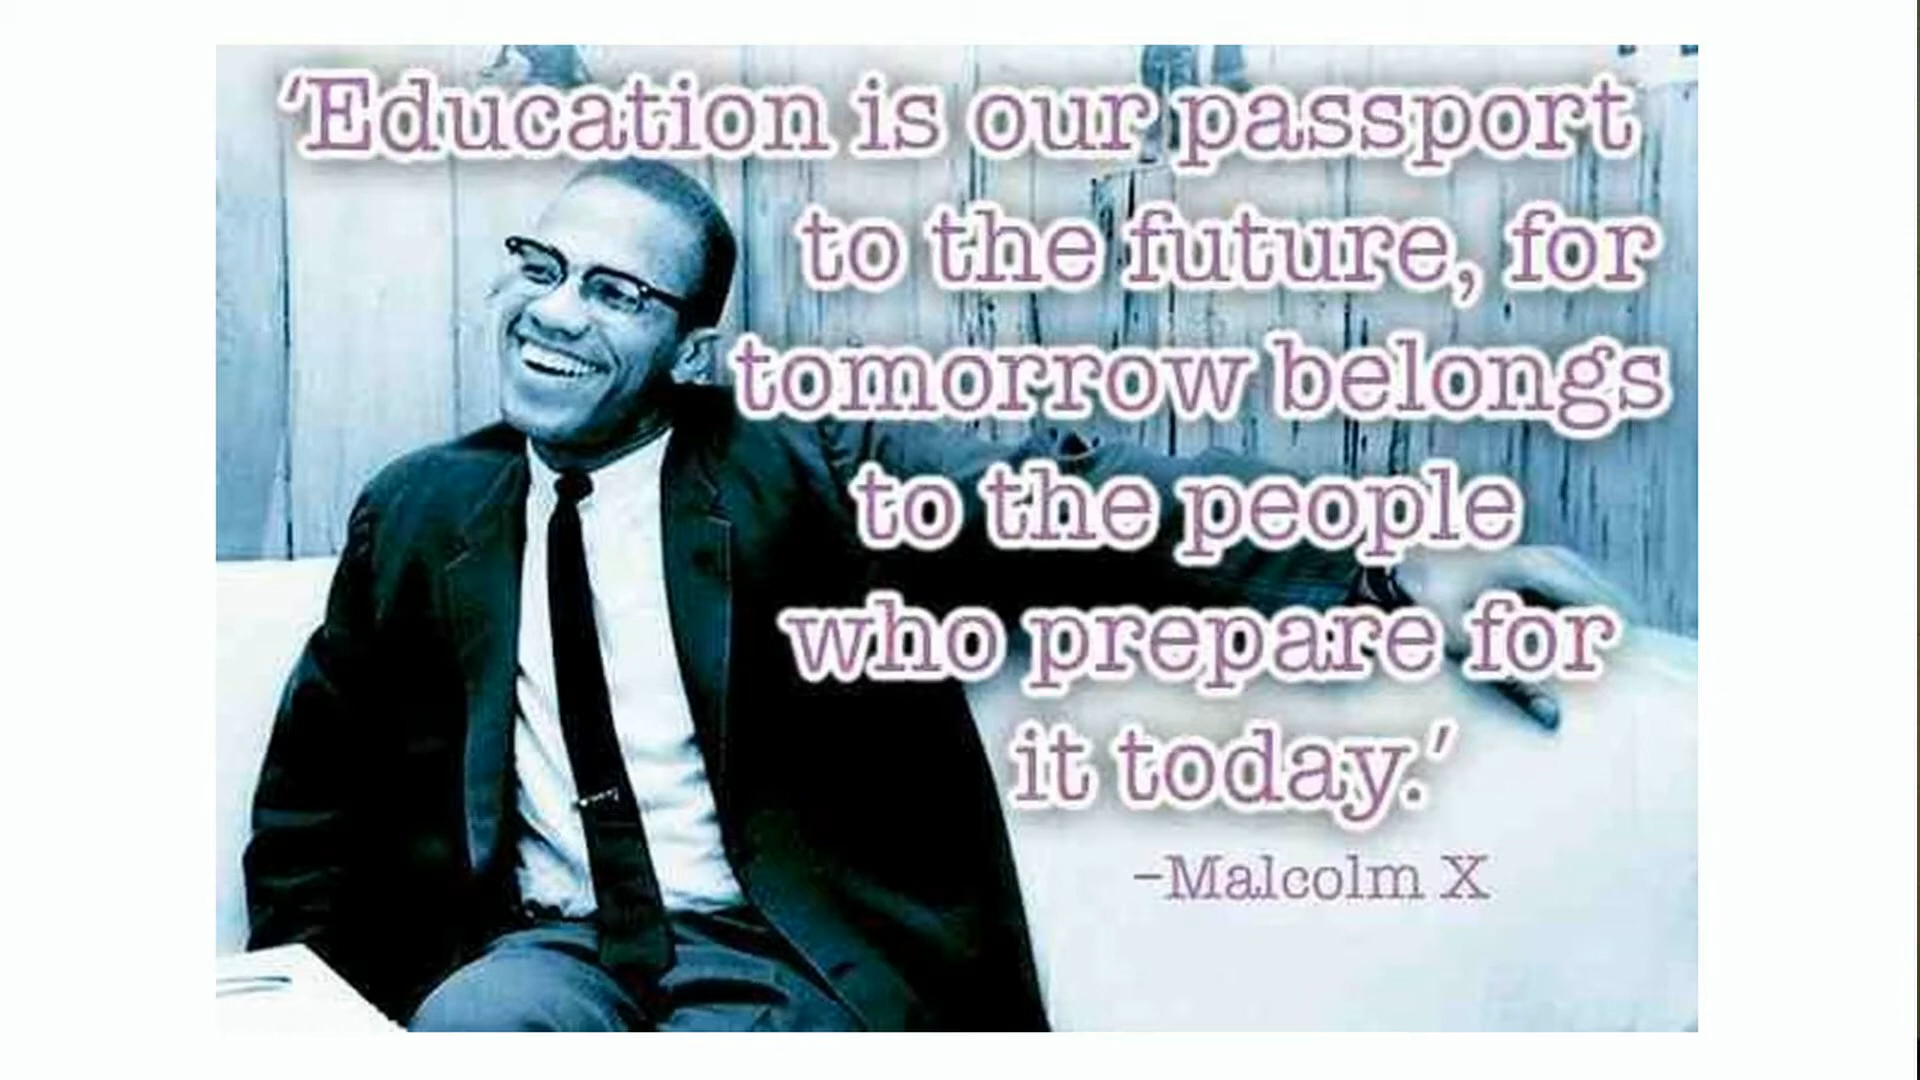 ‘Education is our passport
to the future, for
tomorrow belongs
to the people
who prepare for
it today.’
–Malcolm X